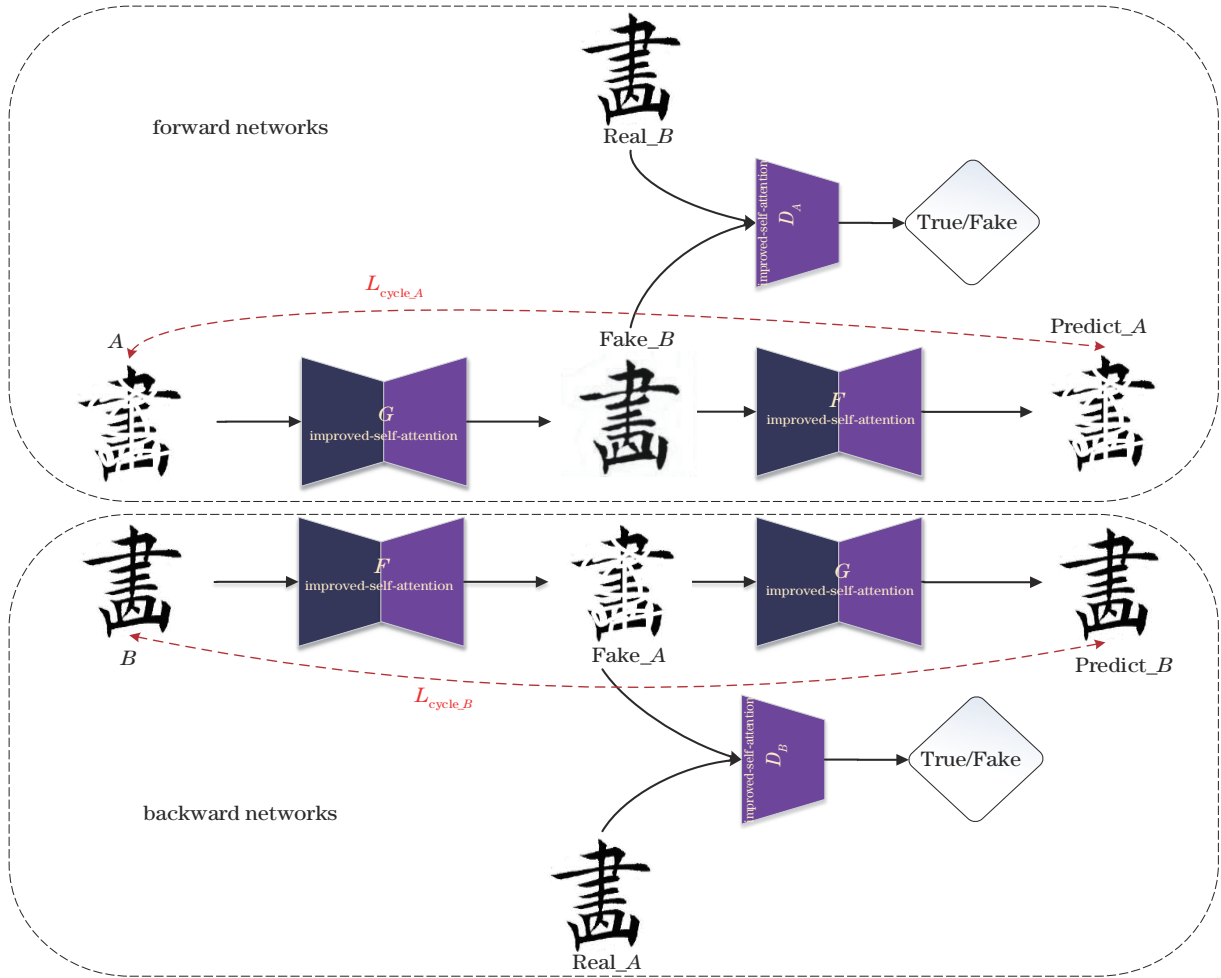 forward networks
Real_B
improved-self-attention
D_A
True/Fake
L_cycle_A
A
Fake_B
Predict_A
G
improved-self-attention
F
improved-self-attention
F
improved-self-attention
G
improved-self-attention
B
Fake_A
Predict_B
L_cycle_B
improved-self-attention
D_B
True/Fake
backward networks
Real_A